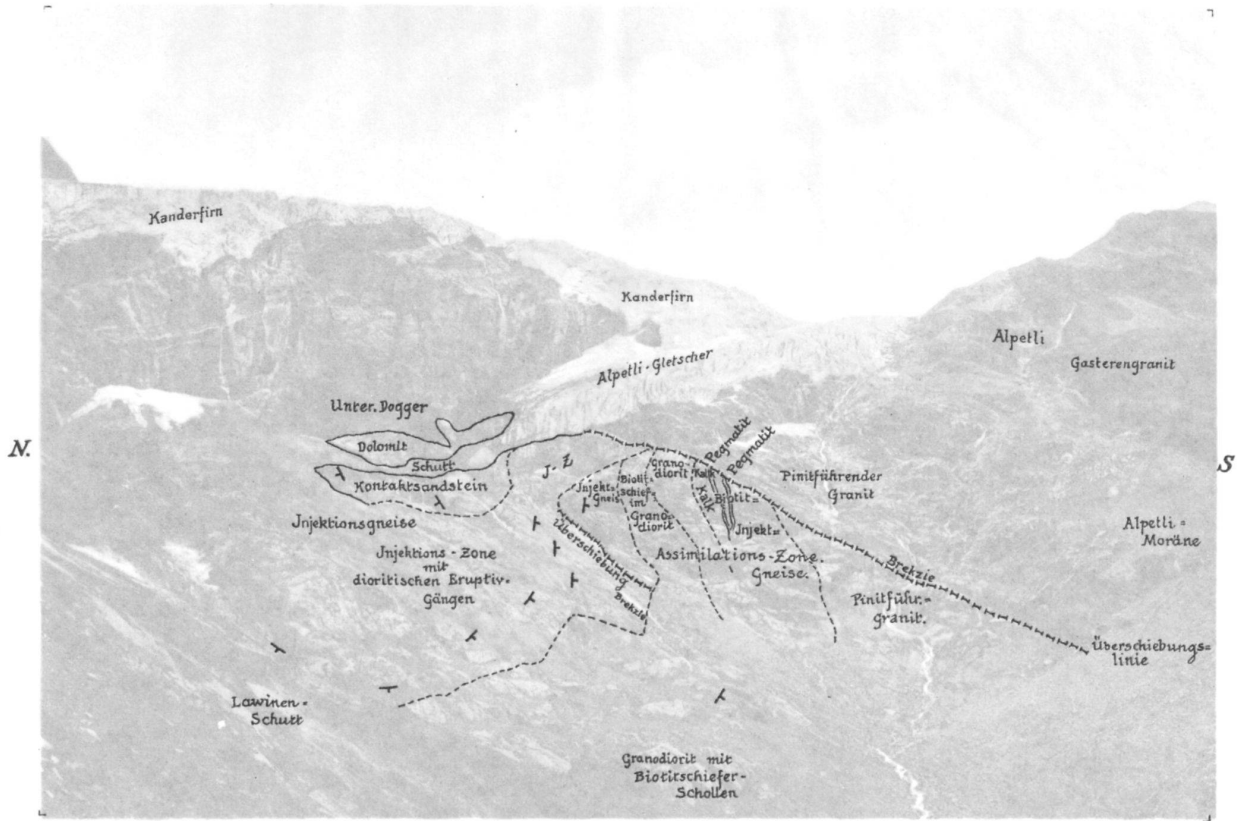 Kanderfirn
Kanderfirn
Alpetli
Alpetli-Gletscher
Gasterengranit
Unter. Dogger
N.
Dolomit
Schutt
Kontaktsandstein
J-Z
Injektionsgneise
Injekt=
Gneis
Biotit=
schief.
im
Grano=
diorit
Grano=
diorit
Kalk
Kalk
Pegmatit
Pegmatit
Biotit=
Injekt=
Pinitführender
Granit
S
Alpetli=
Moräne
Injektions-Zone
mit
dioritischen Eruptiv-
Gängen
Überschiebung
Brekzie
Assimilations-Zone.
Gneise.
Brekzie
Pinitführ.=
Granit.
Überschiebungs=
linie
Lawinen-
Schutt
Granodiorit mit
Biotitschiefer-
Schollen